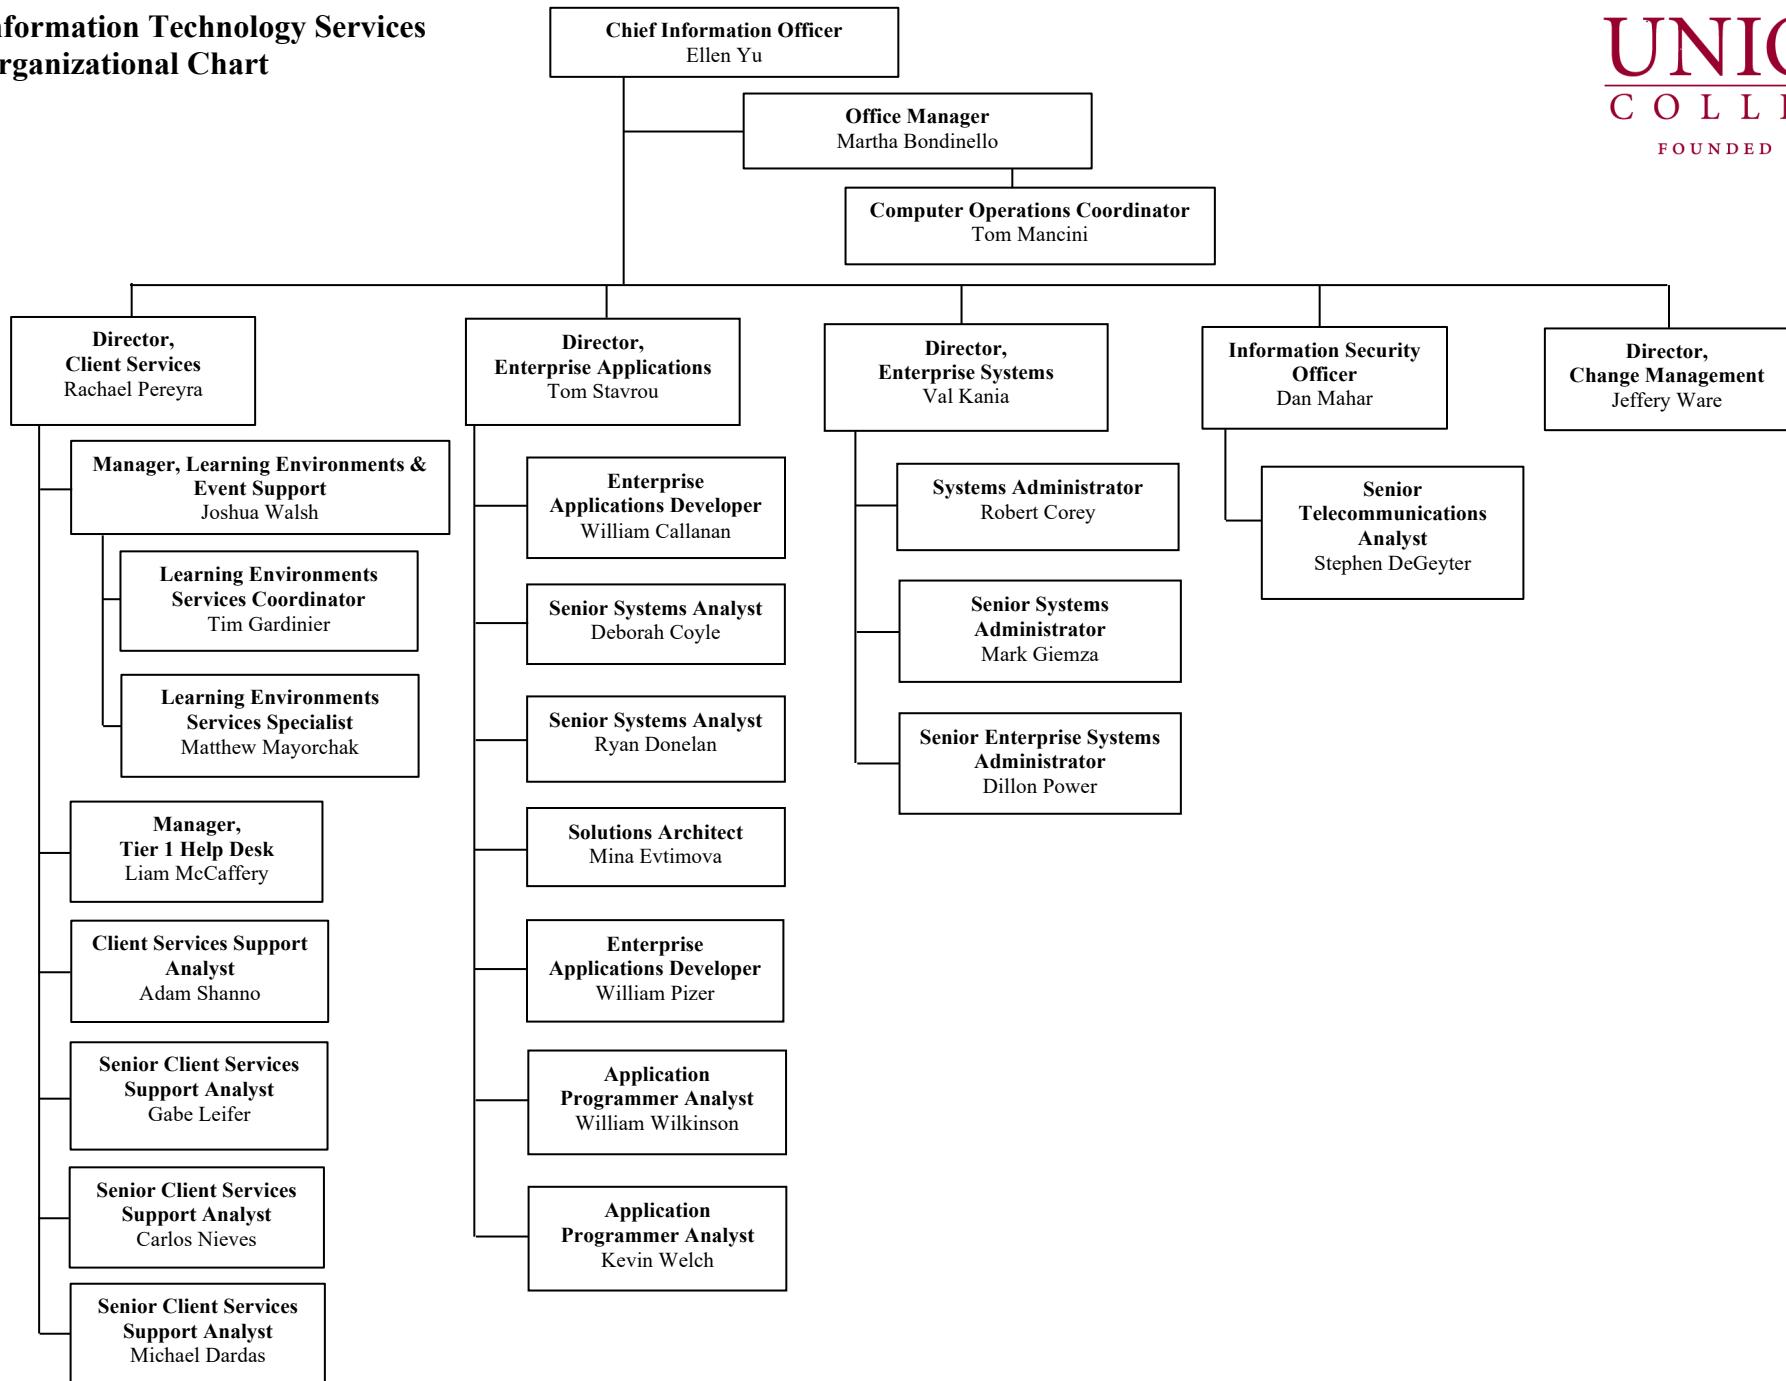 nformation Technology Services
rganizational Chart
Chief Information Officer
Ellen Yu
UNIO
COLLE
FOUNDED
Office Manager
Martha Bondinello
Computer Operations Coordinator
Tom Mancini
Director,
Client Services
Rachael Pereyra
Manager, Learning Environments &
Event Support
Joshua Walsh
Learning Environments
Services Coordinator
Tim Gardinier
Learning Environments
Services Specialist
Matthew Mayorchak
Manager,
Tier 1 Help Desk
Liam McCaffery
Client Services Support
Analyst
Adam Shanno
Senior Client Services
Support Analyst
Gabe Leifer
Senior Client Services
Support Analyst
Carlos Nieves
Senior Client Services
Support Analyst
Michael Dardas
Director,
Enterprise Applications
Tom Stavrou
Enterprise
Applications Developer
William Callanan
Senior Systems Analyst
Deborah Coyle
Senior Systems Analyst
Ryan Donelan
Solutions Architect
Mina Evtimova
Enterprise
Applications Developer
William Pizer
Application
Programmer Analyst
William Wilkinson
Application
Programmer Analyst
Kevin Welch
Director,
Enterprise Systems
Val Kania
Systems Administrator
Robert Corey
Senior Systems
Administrator
Mark Giemza
Senior Enterprise Systems
Administrator
Dillon Power
Information Security
Officer
Dan Mahar
Senior
Telecommunications
Analyst
Stephen DeGeyter
Director,
Change Management
Jeffery Ware